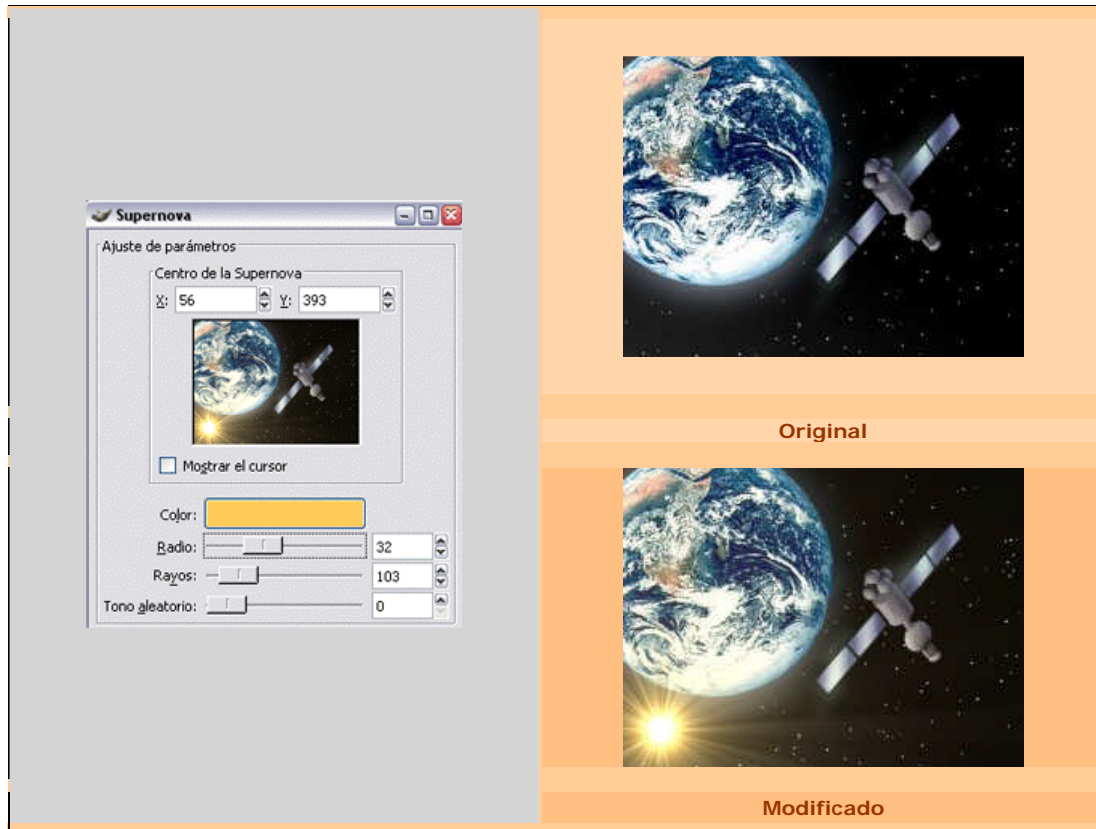 Supernova
Ajuste de parámetros
Centro de la Supernova
X: 56 Y: 393
Mostrar el cursor
Color:
Radio: 32
Rayos: 103
Tono aleatorio: 0
Original
Modificado